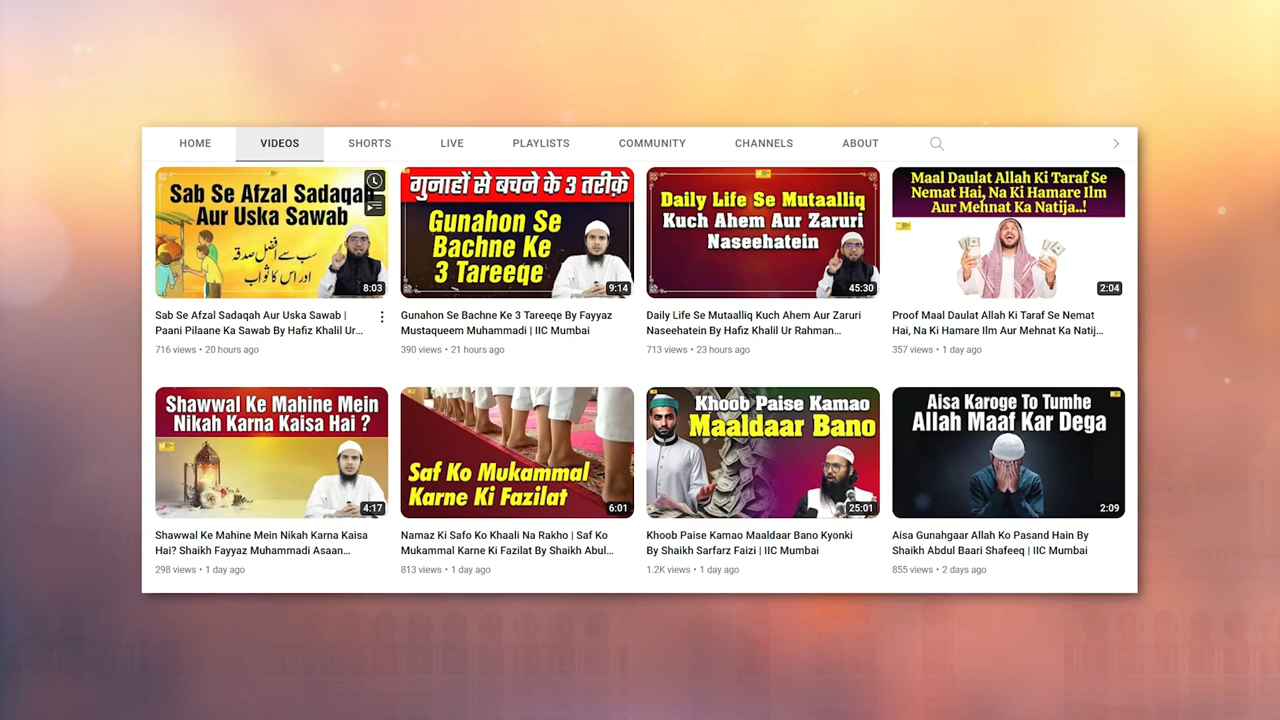 HOME VIDEOS SHORTS LIVE PLAYLISTS COMMUNITY CHANNELS ABOUT
Sab Se Afzal Sadaqah
Aur Uska Sawab
سب سے افضل صدقہ
اور اس کا ثواب
8:03
Sab Se Afzal Sadaqah Aur Uska Sawab |
Paani Pilaane Ka Sawab By Hafiz Khalil Ur...
716 views • 20 hours ago
गुनाहों से बचने के 3 तरीक़े
Gunahon Se
Bachne Ke
3 Tareeqe
9:14
Gunahon Se Bachne Ke 3 Tareeqe By Fayyaz
Mustaqueem Muhammadi | IIC Mumbai
390 views • 21 hours ago
Daily Life Se Mutaalliq
Kuch Ahem Aur Zaruri
Naseehatein
45:30
Daily Life Se Mutaalliq Kuch Ahem Aur Zaruri
Naseehatein By Hafiz Khalil Ur Rahman...
713 views • 23 hours ago
Maal Daulat Allah Ki Taraf Se
Nemat Hai, Na Ki Hamare Ilm
Aur Mehnat Ka Natija..!
2:04
Proof Maal Daulat Allah Ki Taraf Se Nemat
Hai, Na Ki Hamare Ilm Aur Mehnat Ka Natij...
357 views • 1 day ago
Shawwal Ke Mahine Mein
Nikah Karna Kaisa Hai ?
4:17
Shawwal Ke Mahine Mein Nikah Karna Kaisa
Hai? Shaikh Fayyaz Muhammadi Asaan...
298 views • 1 day ago
Saf Ko Mukammal
Karne Ki Fazilat
6:01
Namaz Ki Safo Ko Khaali Na Rakho | Saf Ko
Mukammal Karne Ki Fazilat By Shaikh Abul...
813 views • 1 day ago
Khoob Paise Kamao
Maaldaar Bano
25:01
Khoob Paise Kamao Maaldaar Bano Kyonki
By Shaikh Sarfarz Faizi | IIC Mumbai
1.2K views • 1 day ago
Aisa Karoge To Tumhe
Allah Maaf Kar Dega
2:09
Aisa Gunahgaar Allah Ko Pasand Hain By
Shaikh Abdul Baari Shafeeq | IIC Mumbai
855 views • 2 days ago